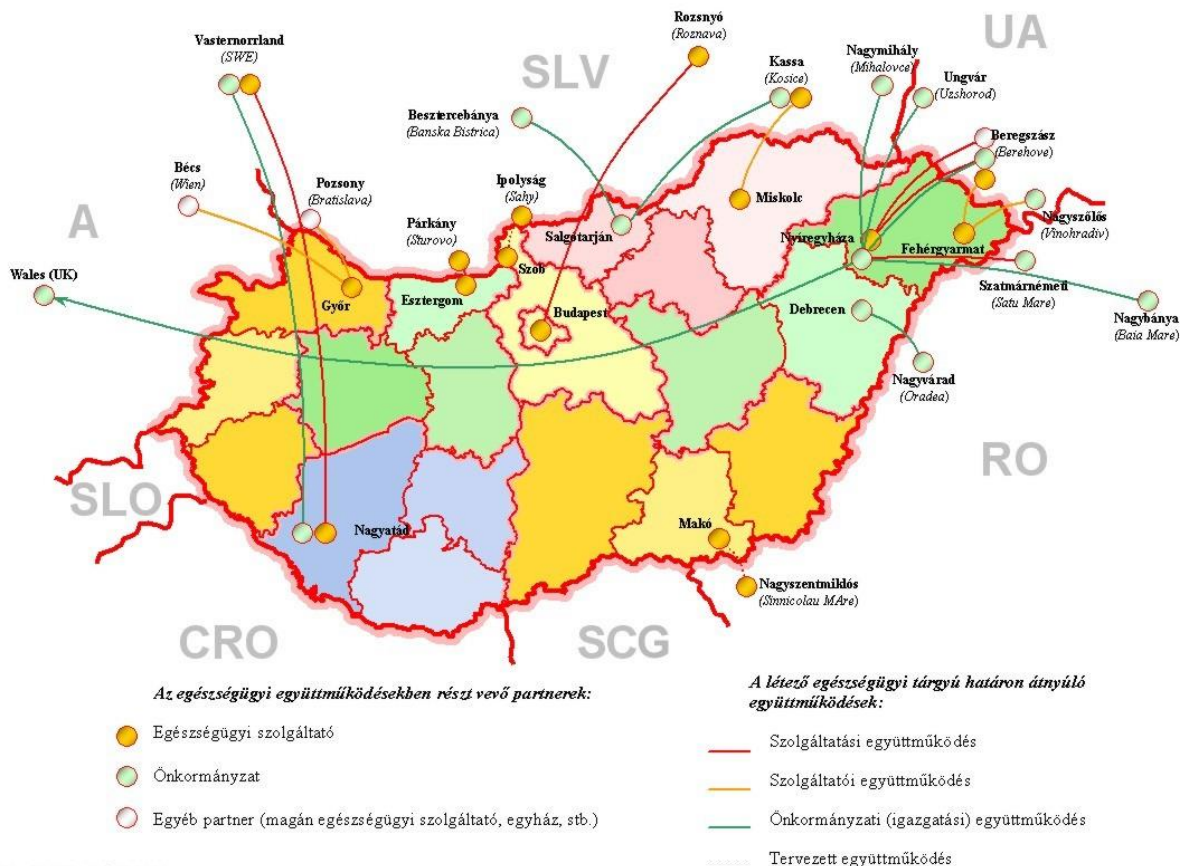 Rozsnyó
(Roznava)
UA
Vasternorrland
(SWE)
SLV
Kassa
(Kosice)
Nagymihály
(Mihalovce)
Ungvár
(Uzshorod)
Besztercebánya
(Banska Bistrica)
Beregszász
(Berehove)
Bécs
(Wien)
Pozsony
(Bratislava)
Ipolyság
(Sahy)
Miskolc
A
Párkány
(Sturovo)
Salgótarján
Nyíregyháza
Fehérgyarmat
Nagyszőlős
(Vinohradiv)
Wales (UK)
Szob
Győr
Esztergom
Budapest
Debrecen
Szatmárnémeti
(Satu Mare)
Nagybánya
(Baia Mare)
Nagyvárad
(Oradea)
RO
SLO
Nagyatád
Makó
Nagyszentmiklós
(Sinnicolau MAre)
CRO
SCG
Az egészségügyi együttműködésekben részt vevő partnerek:
Egészségügyi szolgáltató
Önkormányzat
Egyéb partner (magán egészségügyi szolgáltató, egyház, stb.)
A létező egészségügyi tárgyú határon átnyúló
együttműködések:
Szolgáltatási együttműködés
Szolgáltatói együttműködés
Önkormányzati (igazgatási) együttműködés
Tervezett együttműködés